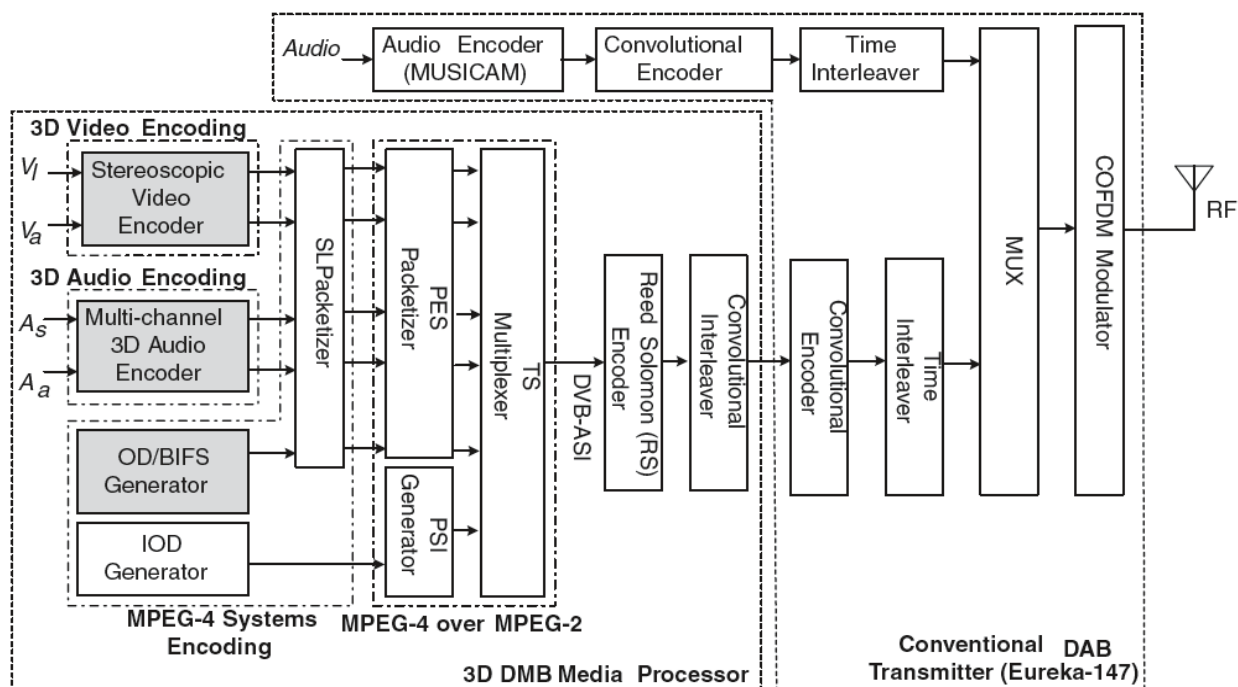 Audio
Audio Encoder
(MUSICAM)
Convolutional
Encoder
Time
Interleaver
3D Video Encoding
Vl
Va
Stereoscopic
Video
Encoder
3D Audio Encoding
As
Aa
Multi-channel
3D Audio
Encoder
OD/BIFS
Generator
IOD
Generator
SLPacketizer
PES
Packetizer
PSI
Generator
TS
Multiplexer
DVB-ASI
Reed Solomon (RS)
Encoder
Convolutional
Interleaver
Convolutional
Encoder
Time
Interleaver
MUX
COFDM Modulator
RF
MPEG-4 Systems
Encoding
MPEG-4 over MPEG-2
3D DMB Media Processor
Conventional DAB
Transmitter (Eureka-147)